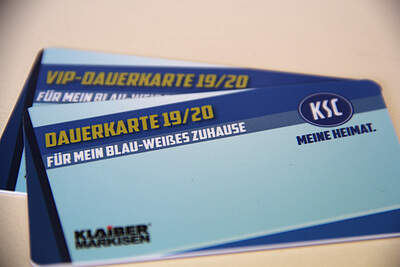 VIP-DAUERKARTE 19/20
FÜR MEIN BLAU-WEI
DAUERKARTE 19/20
FÜR MEIN BLAU-WEIßES ZUHAUSE
KSC
MEINE HEIMAT.
KLAIBER
MARKISEN